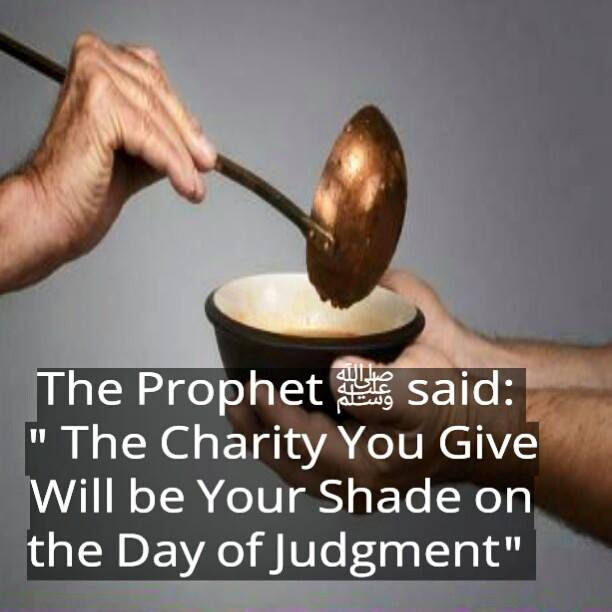 The Prophet ﷺ said:
" The Charity You Give
Will be Your Shade on
the Day of Judgment"